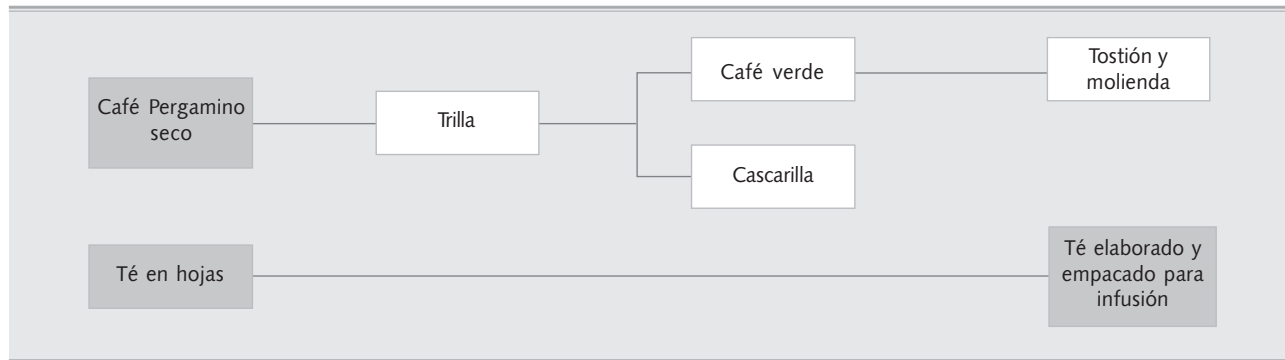 Café Pergamino
seco
Trilla
Café verde
Cascarilla
Tostión y
molienda
Té en hojas
Té elaborado y
empacado para
infusión